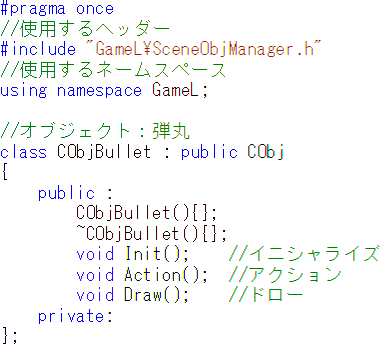 #pragma once
//使用するヘッダー
#include "GameL¥SceneObjManager.h"
//使用するネームスペース
using namespace GameL;

//オブジェクト：弾丸
class CObjBullet : public CObj
{
    public :
        CObjBullet(){};
        ~CObjBullet(){};
        void Init();    //イニシャライズ
        void Action();  //アクション
        void Draw();    //ドロー
    private:
};